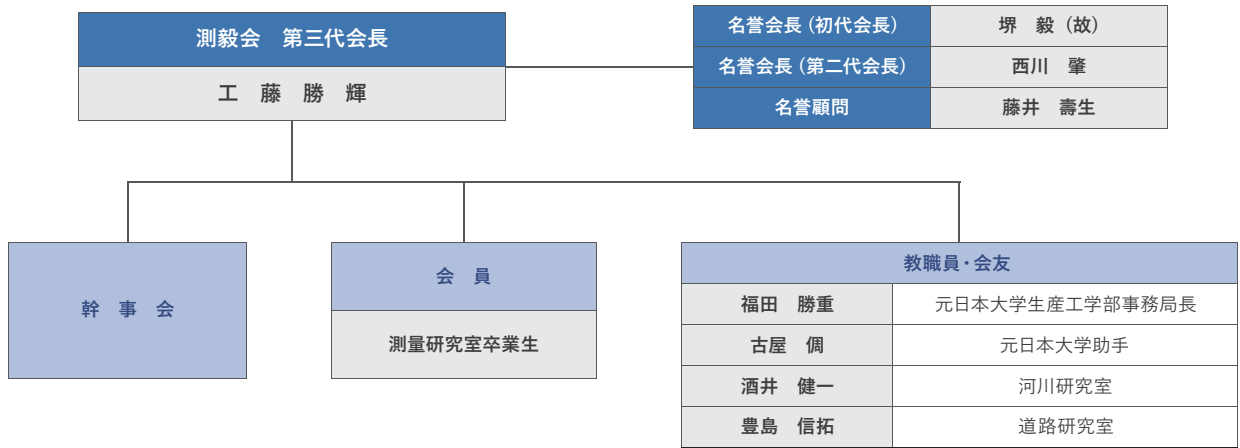 測毅会　第三代会長
工　藤　勝　輝
名誉会長（初代会長）　堺　毅（故）
名誉会長（第二代会長）　西川　肇
名誉顧問　藤井　壽生
幹　事　会
会　員
測量研究室卒業生
教職員・会友
福田　勝重　元日本大学生産工学部事務局長
古屋　倜　元日本大学助手
酒井　健一　河川研究室
豊島　信拓　道路研究室